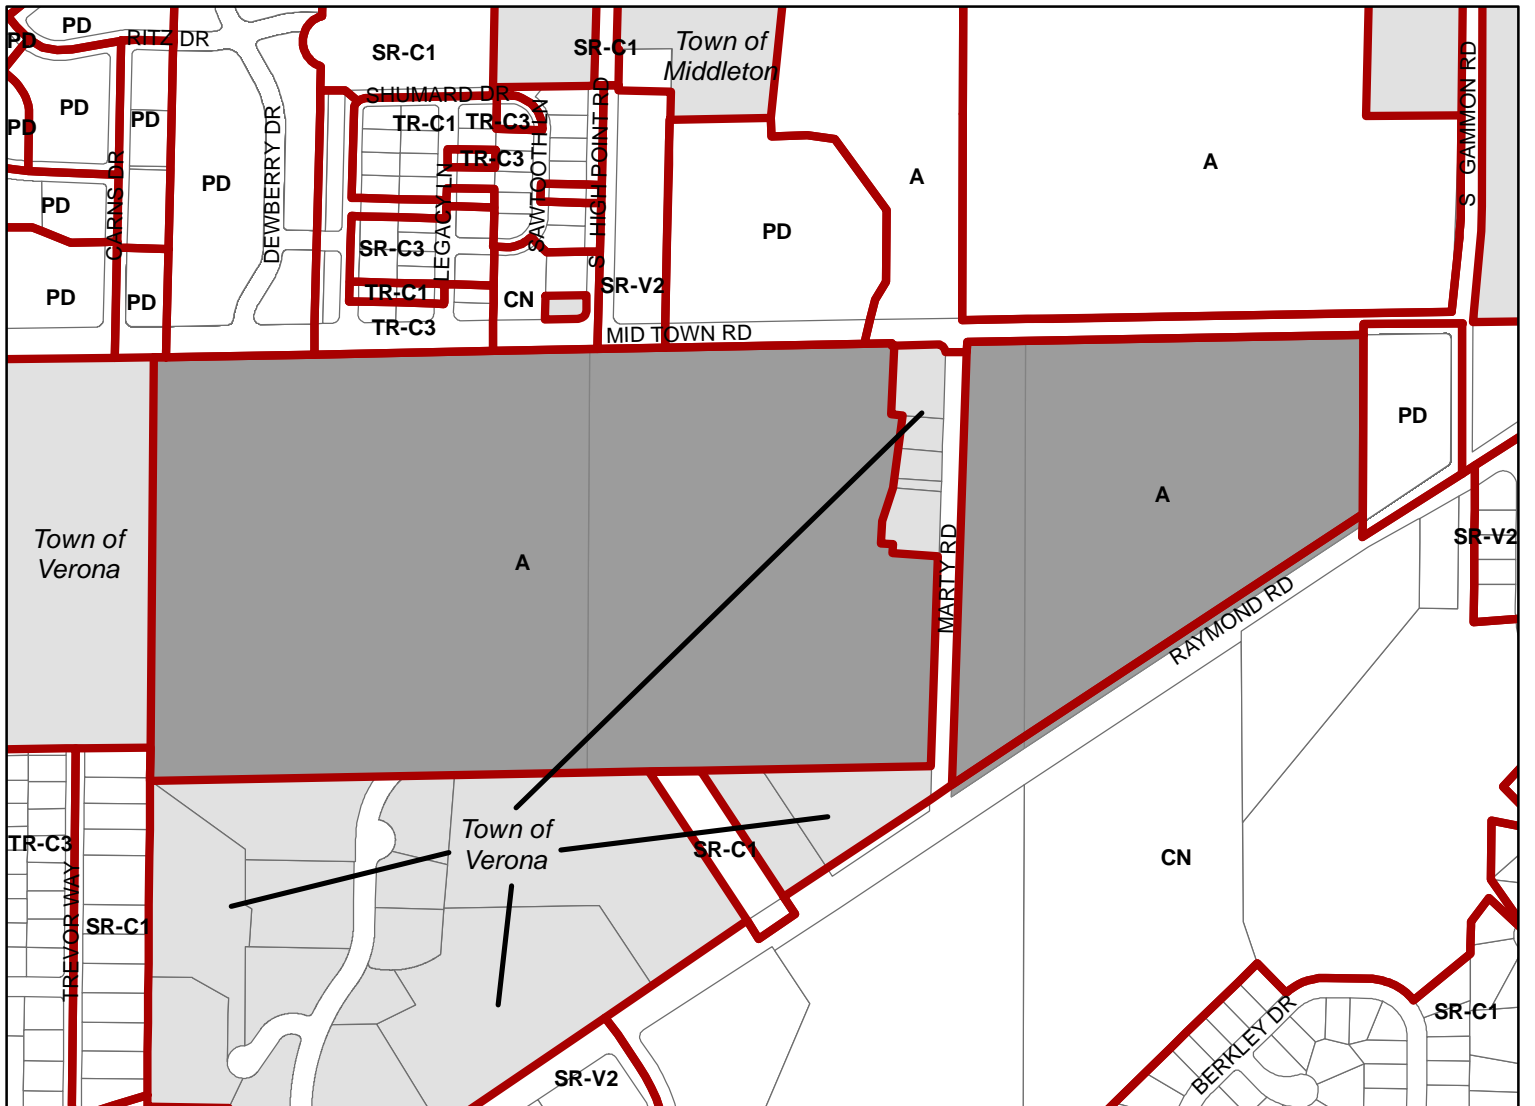 PD
RITZ DR
PD
SR-C1
SR-C1
Town of
Middleton
S GAMMON RD
PD
PD
PD
DEWBERRY DR
SHUMARD DR
TR-C1
TR-C3
TR-C3
SAWTOOTH LN
S HIGH POINT RD
A
A
PD
PD
CARNS DR
LEGACY LN
SR-C3
PD
PD
PD
TR-C1
CN
SR-V2
TR-C3
MID TOWN RD
PD
A
Town of
Verona
A
MARTY RD
SR-V2
RAYMOND RD
Town of
Verona
TR-C3
SR-C1
CN
TREVOR WAY
SR-C1
SR-C1
BERKLEY DR
SR-V2